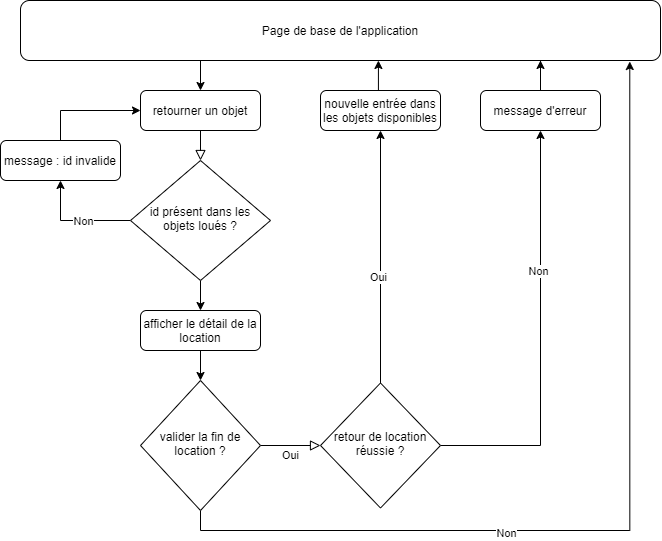 Page de base de l'application
retourner un objet
nouvelle entrée dans
les objets disponibles
message d'erreur
message : id invalide
id présent dans les
objets loués ?
Non
Oui
Non
afficher le détail de la
location
valider la fin de
location ?
Oui
retour de location
réussie ?
Non